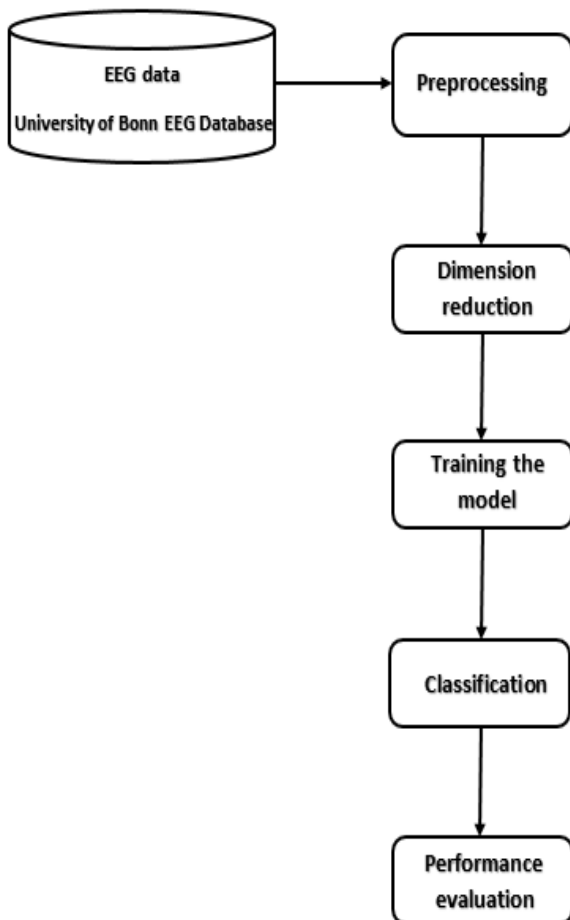 EEG data
University of Bonn EEG Database
Preprocessing
Dimension
reduction
Training the
model
Classification
Performance
evaluation